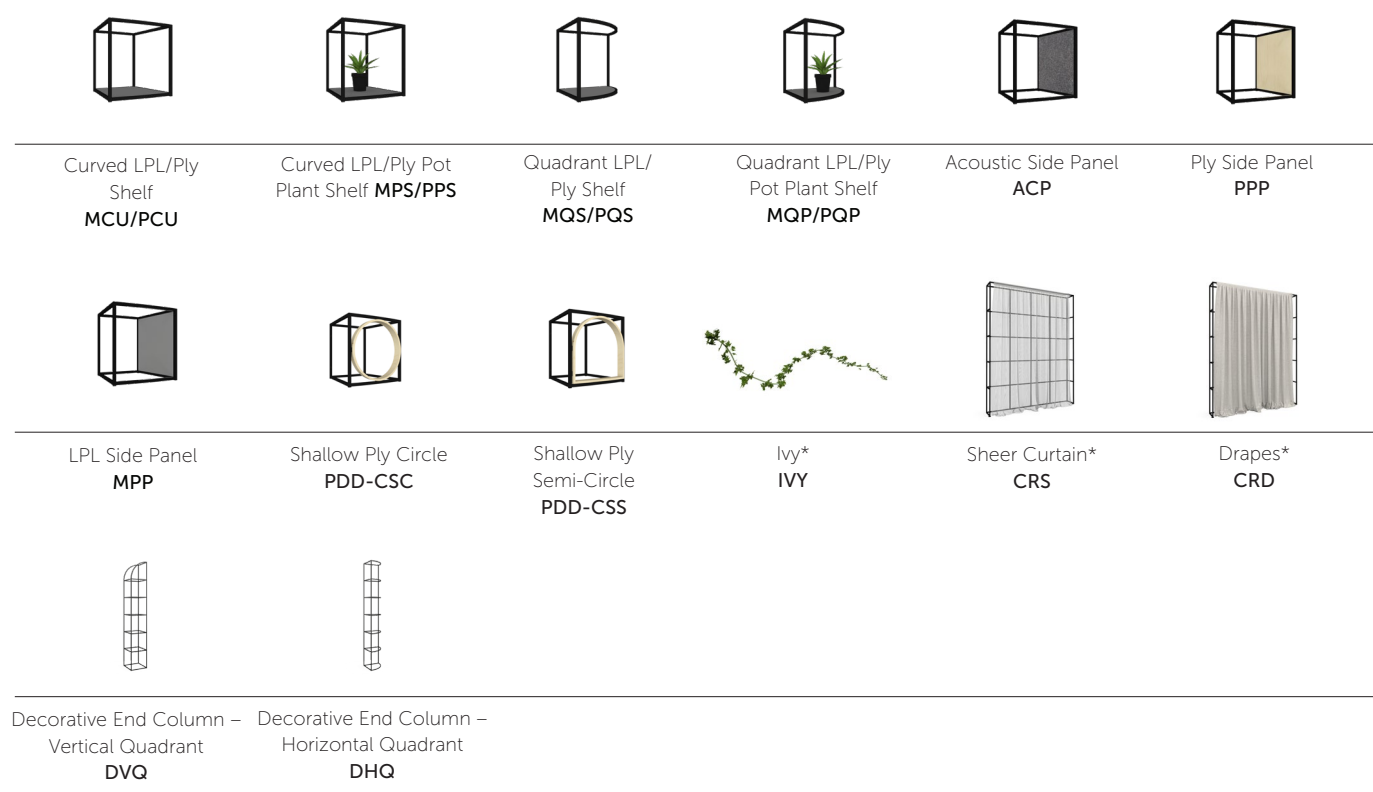 Curved LPL/Ply
Shelf
MCU/PCU
Curved LPL/Ply Pot
Plant Shelf MPS/PPS
Quadrant LPL/
Ply Shelf
MQS/PQS
Quadrant LPL/Ply
Pot Plant Shelf
MQP/PQP
Acoustic Side Panel
ACP
Ply Side Panel
PPP
LPL Side Panel
MPP
Shallow Ply Circle
PDD-CSC
Shallow Ply
Semi-Circle
PDD-CSS
Ivy*
IVY
Sheer Curtain*
CRS
Drapes*
CRD
Decorative End Column –
Vertical Quadrant
DVQ
Decorative End Column –
Horizontal Quadrant
DHQ